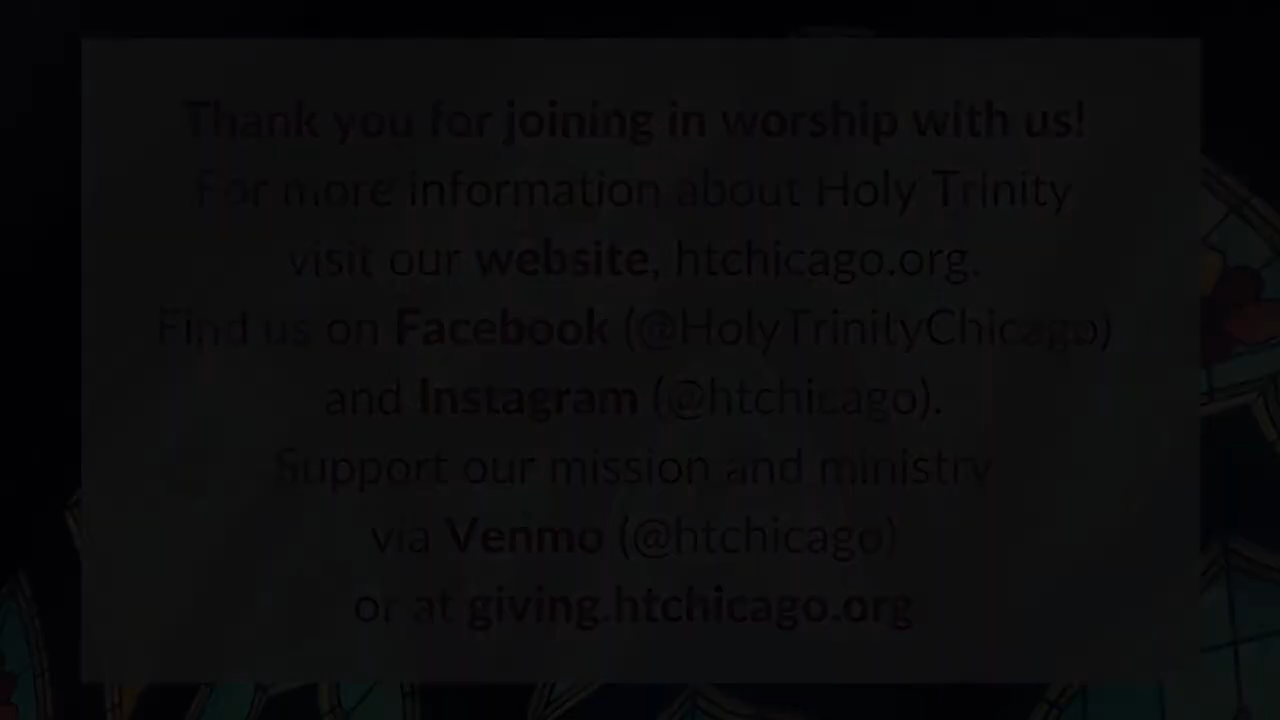 Thank you for joining in worship with us!
For more information about Holy Trinity
visit our website, htchicago.org.
Find us on Facebook (@HolyTrinityChicago)
and Instagram (@htchicago).
Support our mission and ministry
via Venmo (@htchicago)
or at giving.htchicago.org